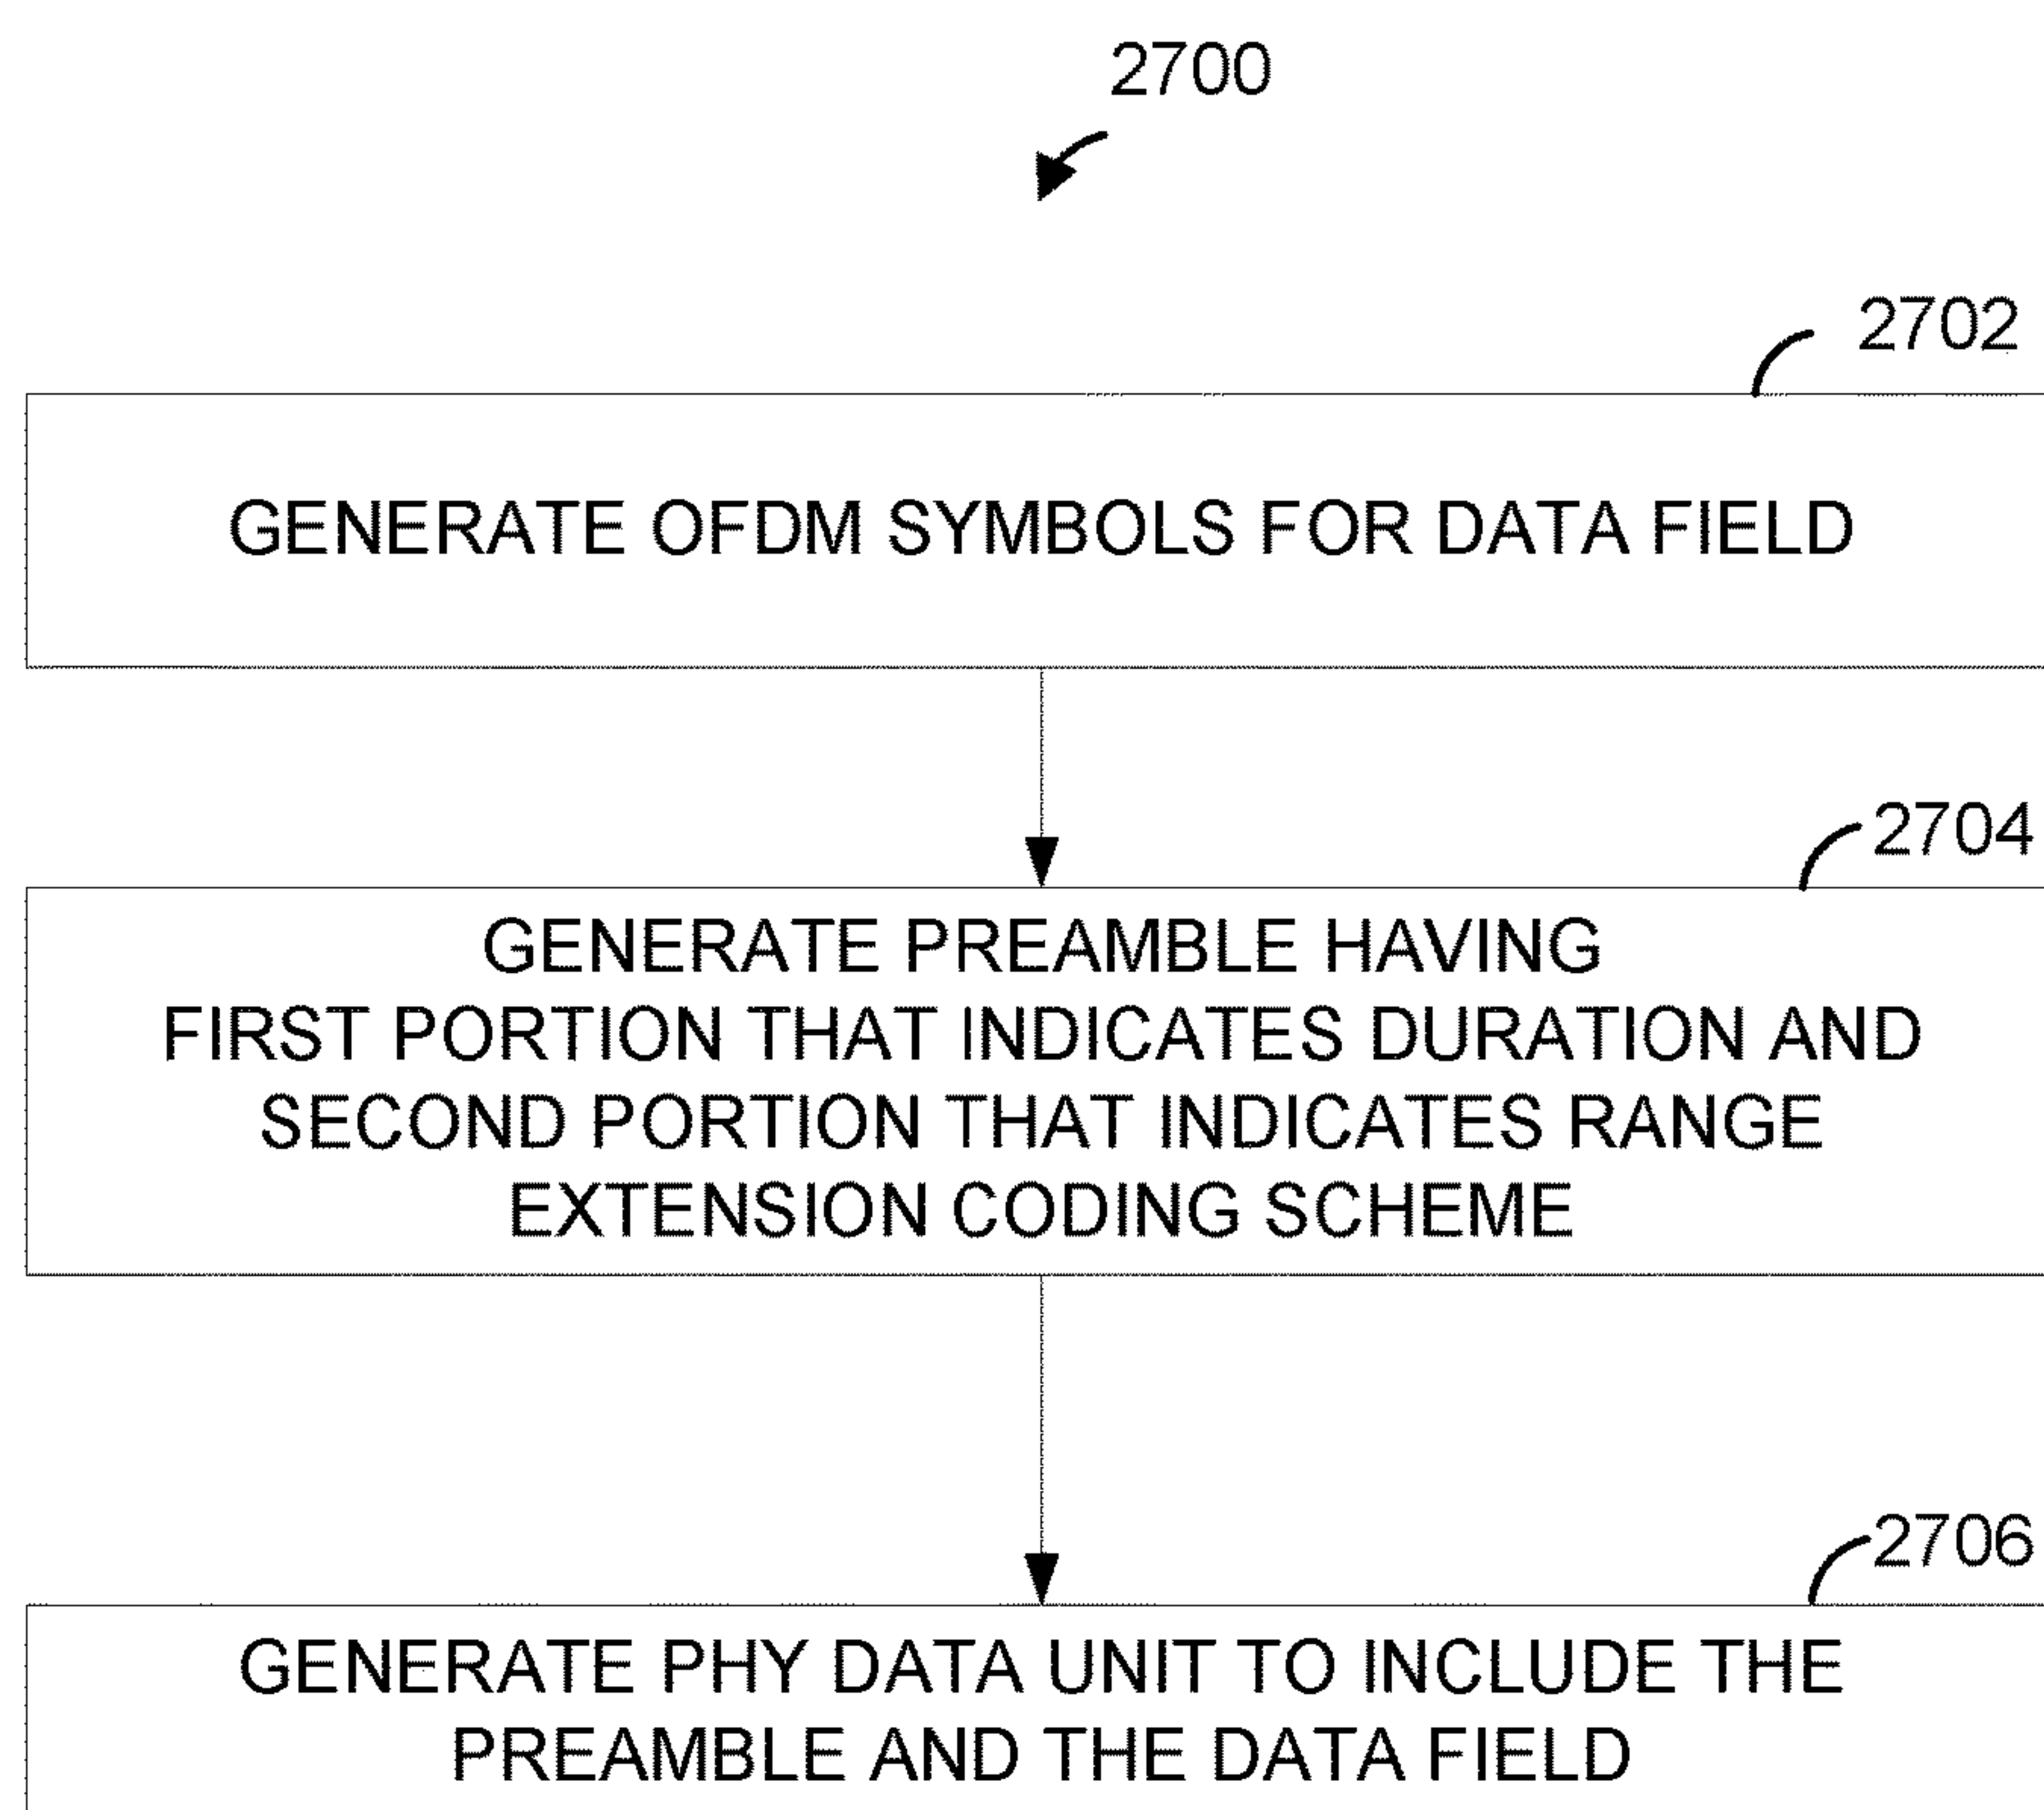 2700
2702
GENERATE OFDM SYMBOLS FOR DATA FIELD
2704
GENERATE PREAMBLE HAVING
FIRST PORTION THAT INDICATES DURATION AND
SECOND PORTION THAT INDICATES RANGE
EXTENSION CODING SCHEME
2706
GENERATE PHY DATA UNIT TO INCLUDE THE
PREAMBLE AND THE DATA FIELD